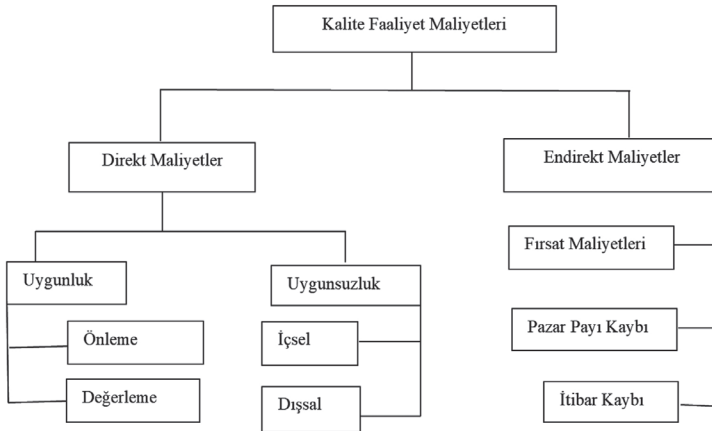 Kalite Faaliyet Maliyetleri
Direkt Maliyetler
Endirekt Maliyetler
Uygunluk
Önleme
Değerleme
Uygunsuzluk
İçsel
Dışsal
Fırsat Maliyetleri
Pazar Payı Kaybı
İtibar Kaybı